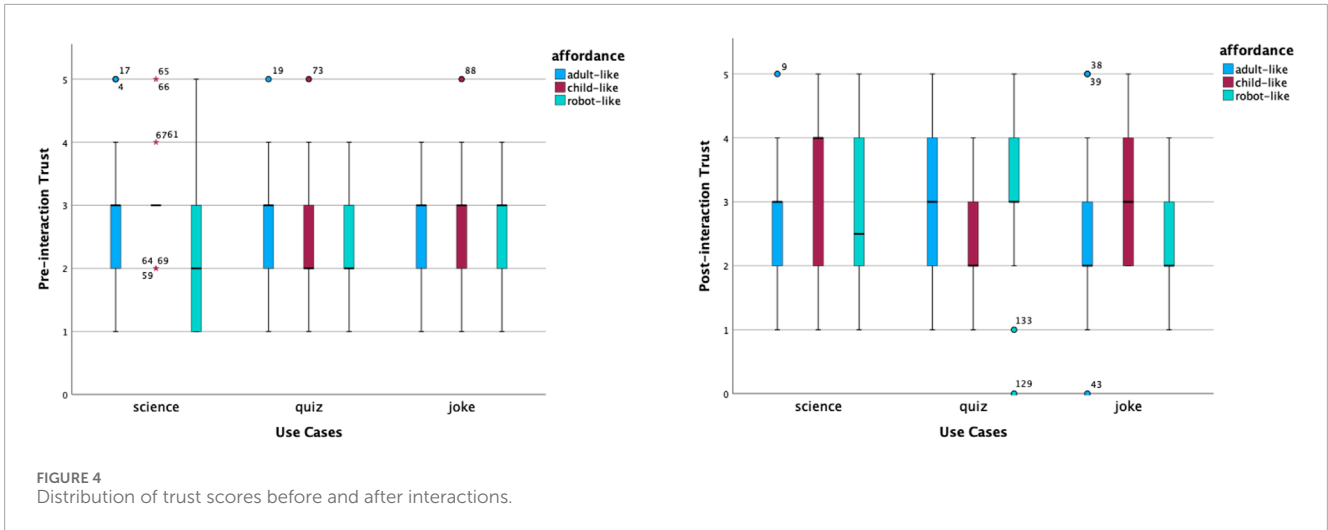 17
4
65
66
6761
64 69
59
19
73
88
affordance
adult-like
child-like
robot-like
Pre-interaction Trust
5
4
3
2
1
0
science
quiz
joke
Use Cases
9
38
39
133
129
43
affordance
adult-like
child-like
robot-like
Post-interaction Trust
5
4
3
2
1
0
science
quiz
joke
Use Cases
FIGURE 4
Distribution of trust scores before and after interactions.